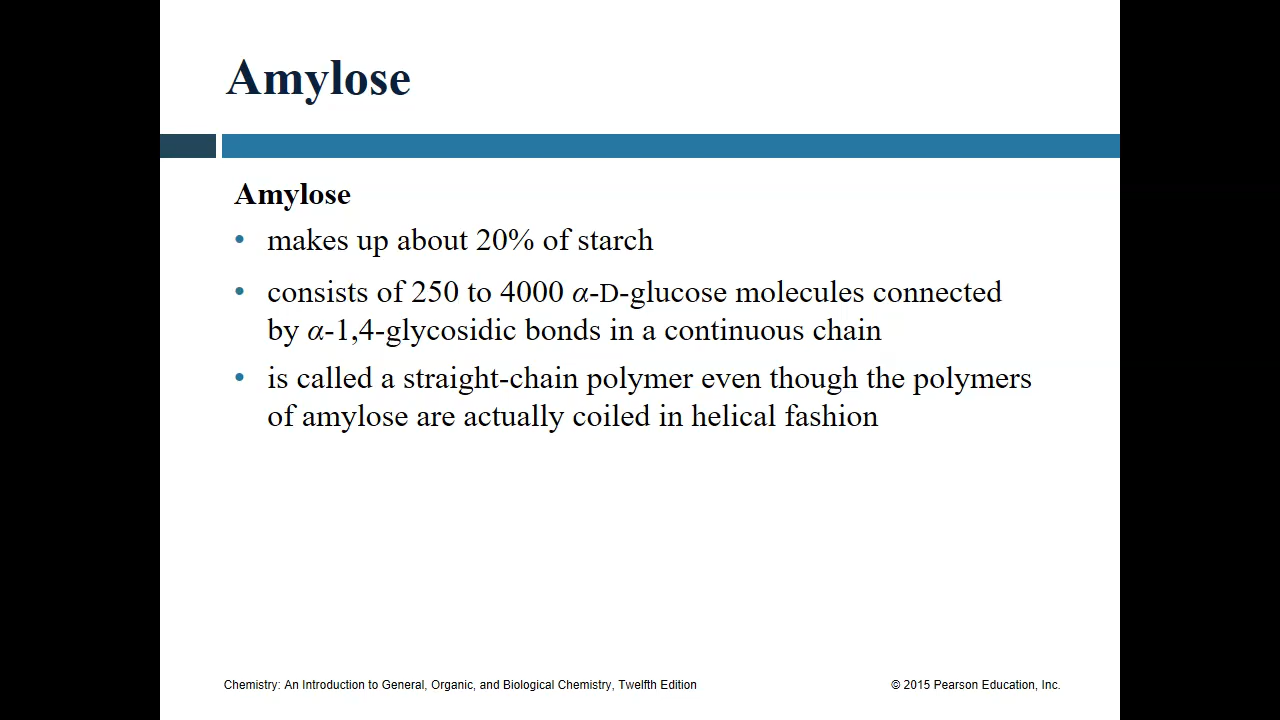 Amylose
Amylose
• makes up about 20% of starch
• consists of 250 to 4000 α-D-glucose molecules connected
by α-1,4-glycosidic bonds in a continuous chain
• is called a straight-chain polymer even though the polymers
of amylose are actually coiled in helical fashion
Chemistry: An Introduction to General, Organic, and Biological Chemistry, Twelfth Edition
© 2015 Pearson Education, Inc.